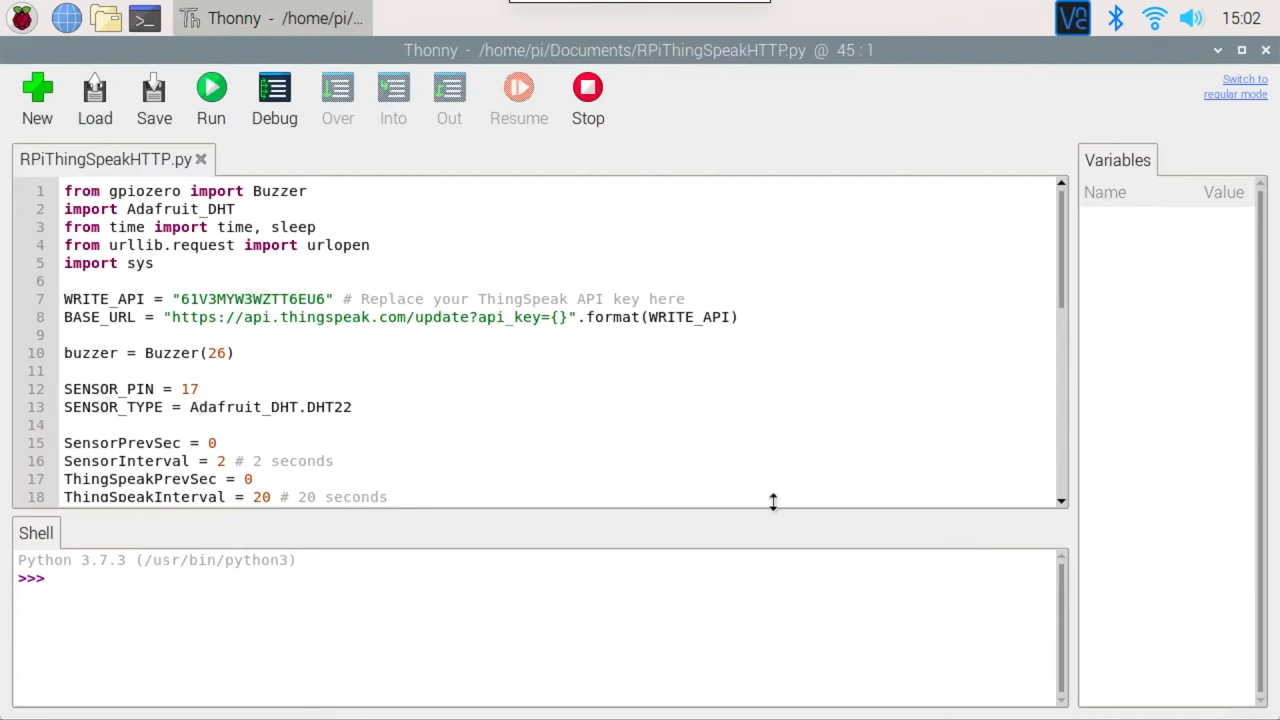 Thonny - /home/pi/...
15:02
Thonny - /home/pi/Documents/RPiThingSpeakHTTP.py @ 45 : 1
New Load Save Run Debug Over Into Out Resume Stop
Switch to
regular mode
RPiThingSpeakHTTP.py
1 from gpiozero import Buzzer
2 import Adafruit_DHT
3 from time import time, sleep
4 from urllib.request import urlopen
5 import sys
6
7 WRITE_API = "61V3MYW3WZTT6EU6" # Replace your ThingSpeak API key here
8 BASE_URL = "https://api.thingspeak.com/update?api_key={}".format(WRITE_API)
9
10 buzzer = Buzzer(26)
11
12 SENSOR_PIN = 17
13 SENSOR_TYPE = Adafruit_DHT.DHT22
14
15 SensorPrevSec = 0
16 SensorInterval = 2 # 2 seconds
17 ThingSpeakPrevSec = 0
18 ThingSpeakInterval = 20 # 20 seconds
Variables
Name Value
Shell
Python 3.7.3 (/usr/bin/python3)
>>>